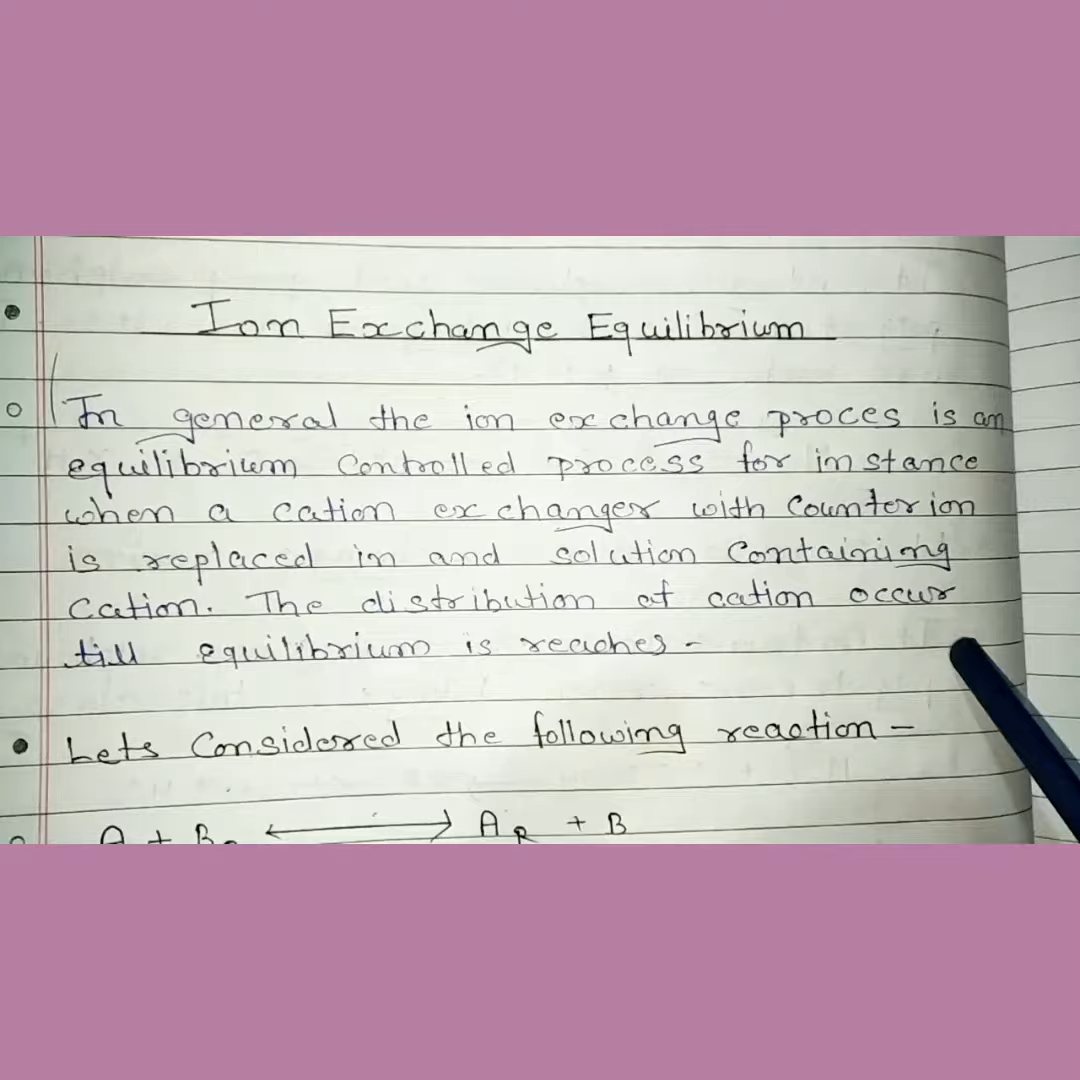 Ion Exchange Equilibrium
In general the ion exchange proces is an
equilibrium controlled process for instance
when a cation exchanger with counter ion
is replaced in and solution containing
cation. The distribution of cation occur
till equilibrium is reaches -
Lets Considered the following reaction -
A + B_R ⟷ A_R + B